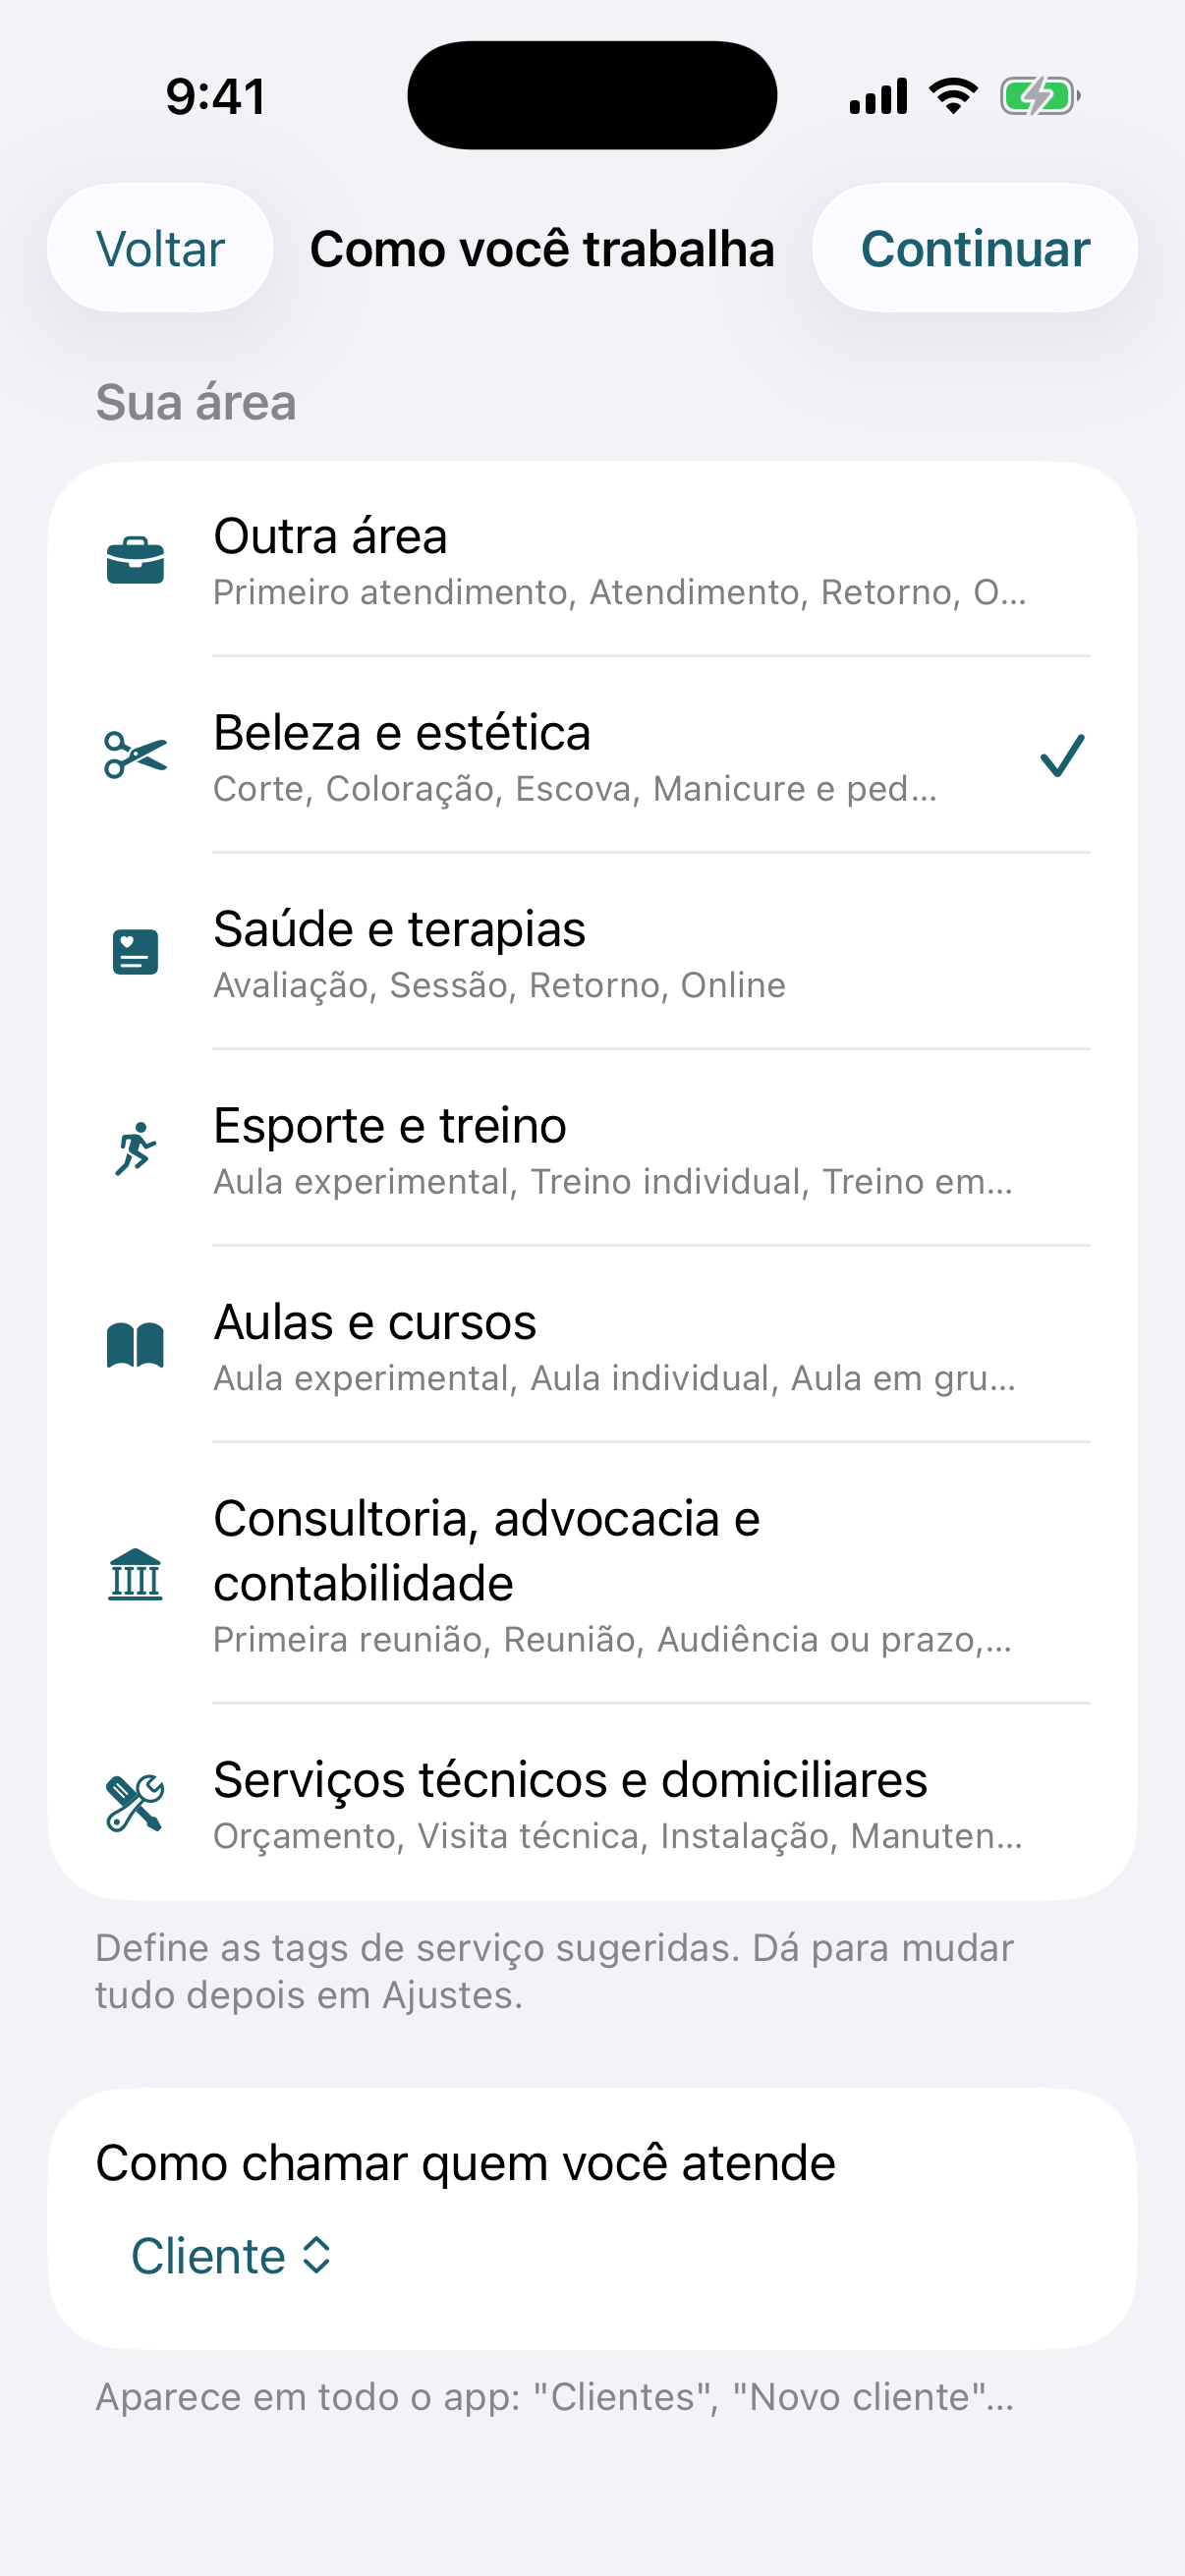 9:41
Voltar
Como você trabalha
Continuar
Sua área
Outra área
Primeiro atendimento, Atendimento, Retorno, O...
Beleza e estética
Corte, Coloração, Escova, Manicure e ped...
Saúde e terapias
Avaliação, Sessão, Retorno, Online
Esporte e treino
Aula experimental, Treino individual, Treino em...
Aulas e cursos
Aula experimental, Aula individual, Aula em gru...
Consultoria, advocacia e
contabilidade
Primeira reunião, Reunião, Audiência ou prazo,...
Serviços técnicos e domiciliares
Orçamento, Visita técnica, Instalação, Manuten...
Define as tags de serviço sugeridas. Dá para mudar
tudo depois em Ajustes.
Como chamar quem você atende
Cliente
Aparece em todo o app: "Clientes", "Novo cliente"...